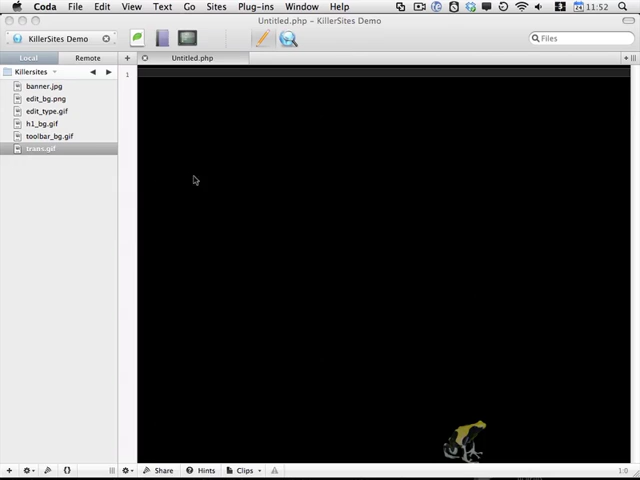 Coda File Edit View Text Go Sites Plug-ins Window Help 3 24 11:52
Untitled.php – KillerSites Demo
KillerSites Demo
Files
Local Remote Untitled.php
Killersites
1
banner.jpg
edit_bg.png
edit_type.gif
h1_bg.gif
toolbar_bg.gif
trans.gif
Share Hints Clips 1:0